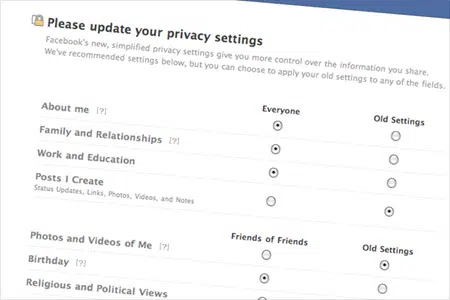 Please update your privacy settings
Facebook's new, simplified privacy settings give you more control over the information you share.
We've recommended settings below, but you can choose to apply your old settings to any of the fields.
Everyone Old Settings
About me [?]
Family and Relationships [?]
Work and Education
Posts I Create
Status Updates, Links, Photos, Videos, and Notes
Friends of Friends Old Settings
Photos and Videos of Me [?]
Birthday [?]
Religious and Political Views